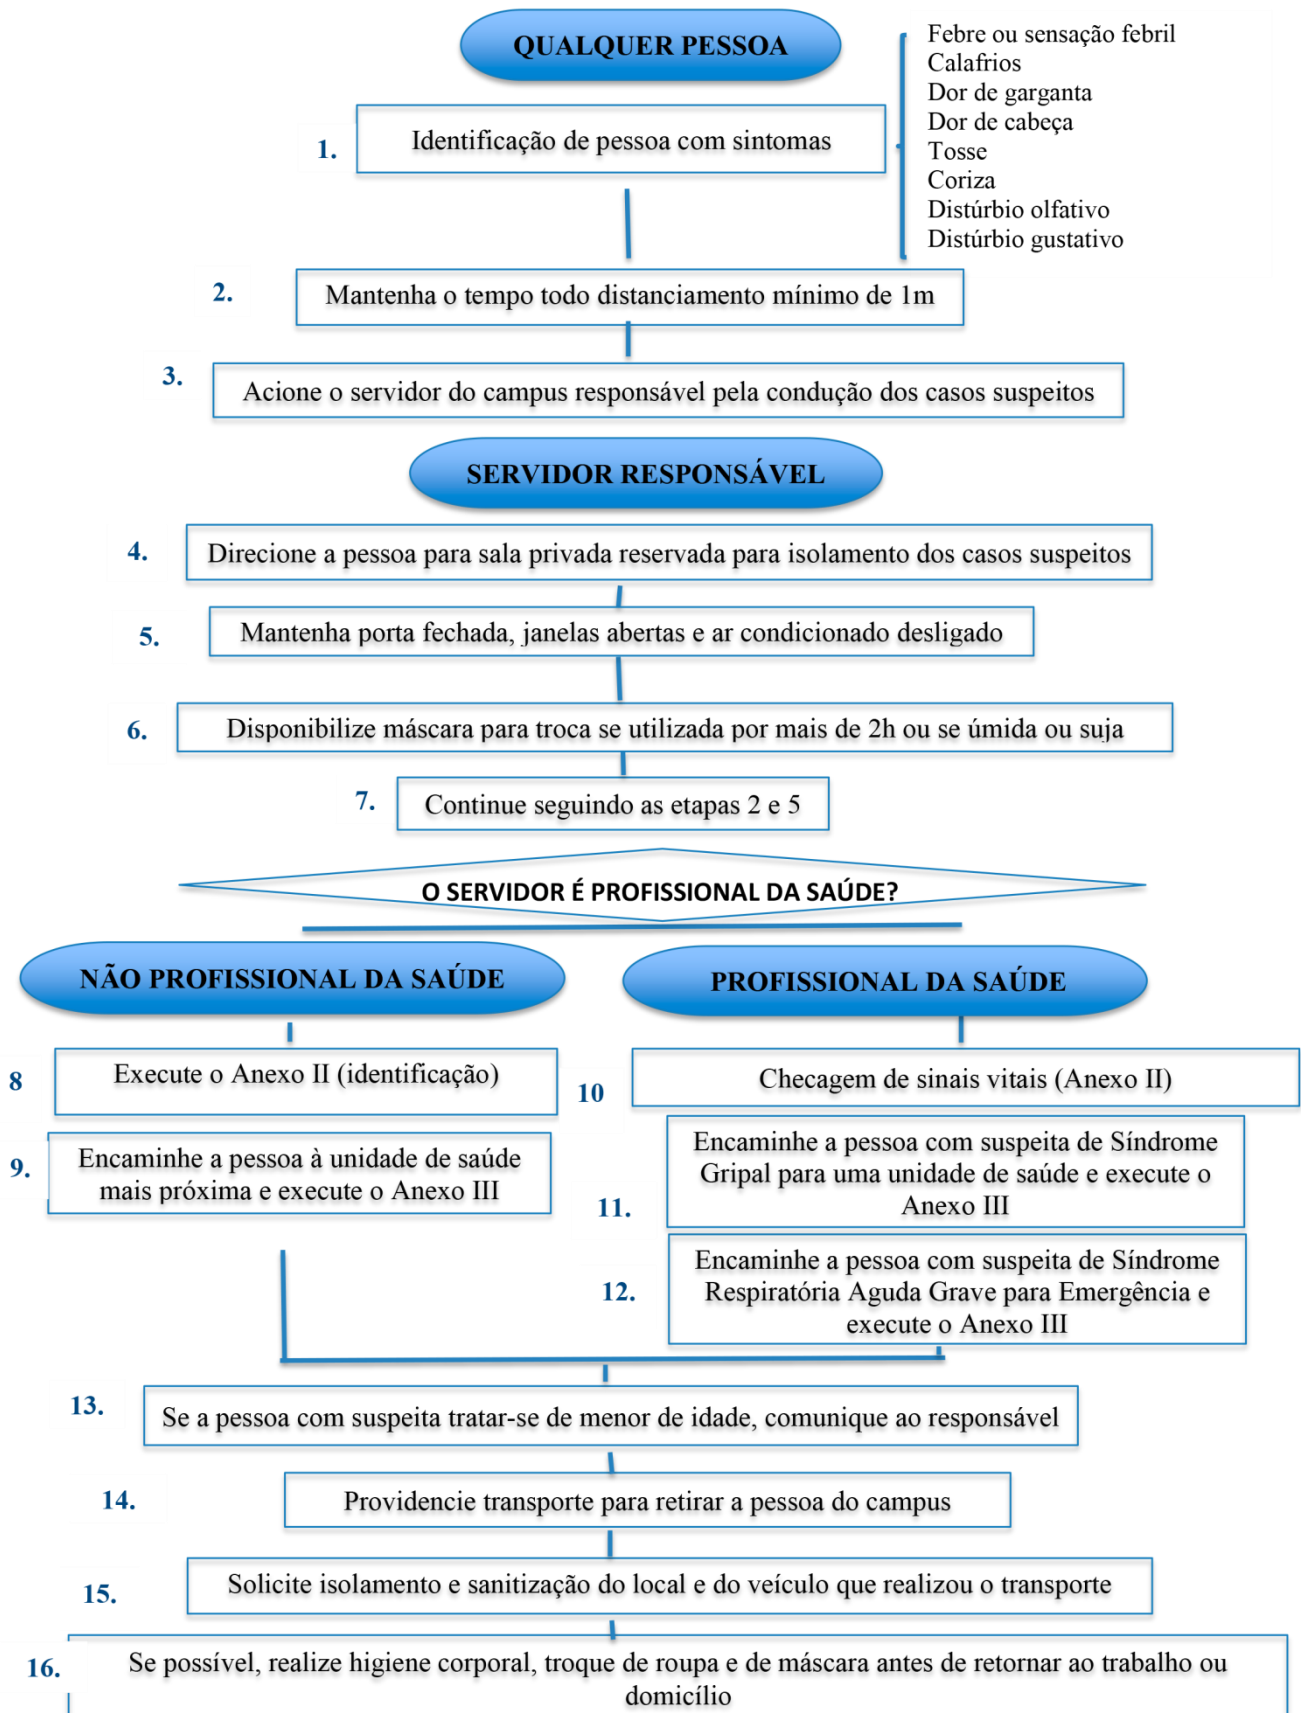 QUALQUER PESSOA
Febre ou sensação febril
Calafrios
Dor de garganta
Dor de cabeça
Tosse
Coriza
Distúrbio olfativo
Distúrbio gustativo
1. Identificação de pessoa com sintomas
2. Mantenha o tempo todo distanciamento mínimo de 1m
3. Acione o servidor do campus responsável pela condução dos casos suspeitos
SERVIDOR RESPONSÁVEL
4. Direcione a pessoa para sala privada reservada para isolamento dos casos suspeitos
5. Mantenha porta fechada, janelas abertas e ar condicionado desligado
6. Disponibilize máscara para troca se utilizada por mais de 2h ou se úmida ou suja
7. Continue seguindo as etapas 2 e 5
O SERVIDOR É PROFISSIONAL DA SAÚDE?
NÃO PROFISSIONAL DA SAÚDE
8 Execute o Anexo II (identificação)
9. Encaminhe a pessoa à unidade de saúde
mais próxima e execute o Anexo III
PROFISSIONAL DA SAÚDE
10 Checagem de sinais vitais (Anexo II)
11. Encaminhe a pessoa com suspeita de Síndrome
Gripal para uma unidade de saúde e execute o
Anexo III
12. Encaminhe a pessoa com suspeita de Síndrome
Respiratória Aguda Grave para Emergência e
execute o Anexo III
13. Se a pessoa com suspeita tratar-se de menor de idade, comunique ao responsável
14. Providencie transporte para retirar a pessoa do campus
15. Solicite isolamento e sanitização do local e do veículo que realizou o transporte
16. Se possível, realize higiene corporal, troque de roupa e de máscara antes de retornar ao trabalho ou
domicílio